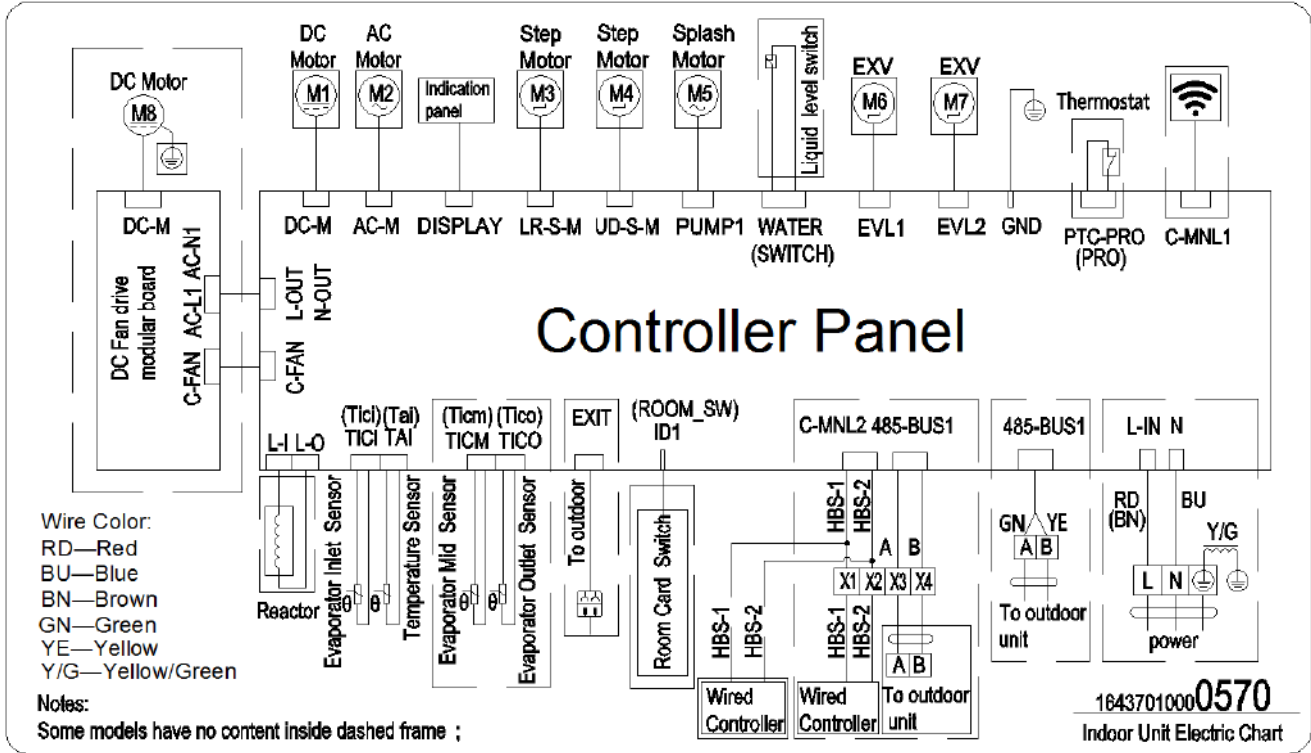 DC Motor
M8
DC Motor
M1
AC Motor
M2
Indication panel
Step Motor
M3
Step Motor
M4
Splash Motor
M5
Liquid level switch
EXV
M6
EXV
M7
Thermostat
DC-M
DC-M
AC-M
DISPLAY
LR-S-M
UD-S-M
PUMP1
WATER (SWITCH)
EVL1
EVL2
GND
PTC-PRO (PRO)
C-MNL1
DC Fan drive modular board
C-FAN
AC-L1
AC-N1
L-OUT
N-OUT
C-FAN
Controller Panel
L-I
L-O
(Tici)
TICI
(Tai)
TAI
(Ticm)
TICM
(Tico)
TICO
EXIT
(ROOM_SW)
ID1
C-MNL2
485-BUS1
485-BUS1
L-IN
N
Reactor
Evaporator Inlet Sensor
θ
θ
Temperature Sensor
Evaporator Mid Sensor
θ
θ
Evaporator Outlet Sensor
To outdoor
Room Card Switch
HBS-1
HBS-2
A
B
X1
X2
X3
X4
HBS-1
HBS-2
HBS-1
HBS-2
A
B
Wired Controller
Wired Controller
To outdoor unit
GN
YE
A
B
To outdoor unit
RD (BN)
BU
Y/G
L
N
power
Wire Color:
RD—Red
BU—Blue
BN—Brown
GN—Green
YE—Yellow
Y/G—Yellow/Green
Notes:
Some models have no content inside dashed frame ;
16437010000570
Indoor Unit Electric Chart